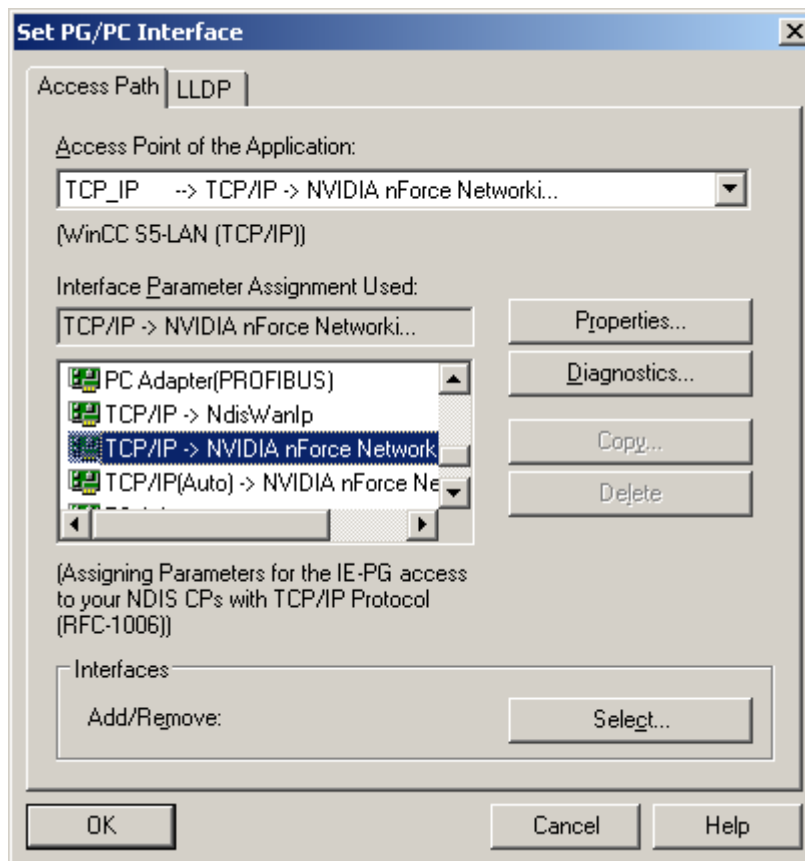 Set PG/PC Interface
Access Path
LLDP
Access Point of the Application:
TCP_IP --> TCP/IP -> NVIDIA nForce Networki...
(WinCC S5-LAN (TCP/IP))
Interface Parameter Assignment Used:
TCP/IP -> NVIDIA nForce Networki...
Properties...
PC Adapter(PROFIBUS)
Diagnostics...
TCP/IP -> NdisWanIp
TCP/IP -> NVIDIA nForce Network
Copy...
TCP/IP(Auto) -> NVIDIA nForce Ne
Delete
(Assigning Parameters for the IE-PG access
to your NDIS CPs with TCP/IP Protocol
(RFC-1006))
Interfaces
Add/Remove:
Select...
OK
Cancel
Help